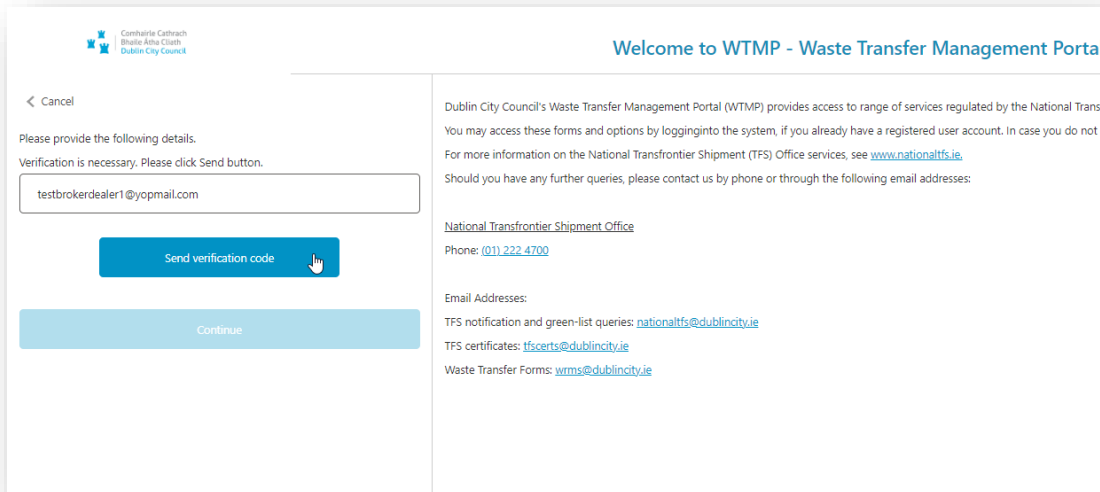 Comhairle Cathrach
Bhaile Átha Cliath
Dublin City Council
Welcome to WTMP - Waste Transfer Management Porta
Cancel
Please provide the following details.
Verification is necessary. Please click Send button.
testbrokerdealer1@yopmail.com
Send verification code
Continue
Dublin City Council's Waste Transfer Management Portal (WTMP) provides access to range of services regulated by the National Trans
You may access these forms and options by logginginto the system, if you already have a registered user account. In case you do not
For more information on the National Transfrontier Shipment (TFS) Office services, see www.nationaltfs.ie.
Should you have any further queries, please contact us by phone or through the following email addresses:
National Transfrontier Shipment Office
Phone: (01) 222 4700
Email Addresses:
TFS notification and green-list queries: nationaltfs@dublincity.ie
TFS certificates: tfscerts@dublincity.ie
Waste Transfer Forms: wrms@dublincity.ie